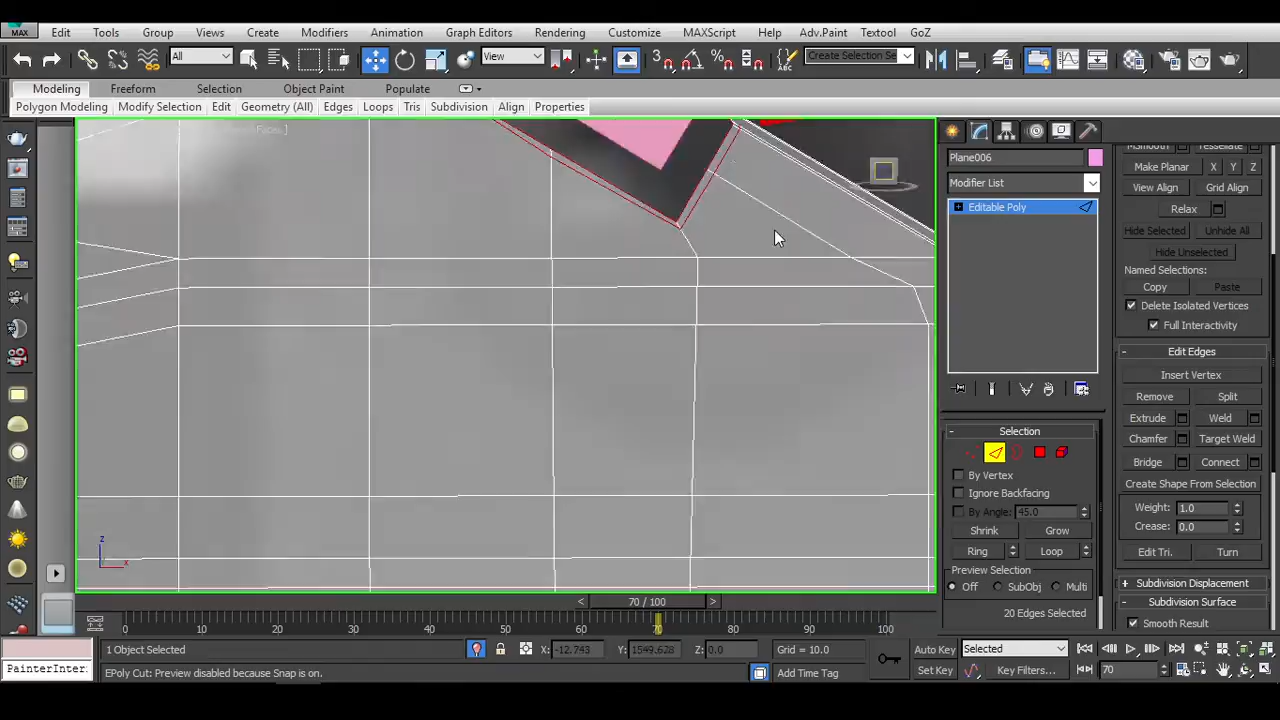 MAX
Edit Tools Group Views Create Modifiers Animation Graph Editors Rendering Customize MAXScript Help Adv.Paint Textool GoZ
All View 3 % Create Selection Se
Modeling Freeform Selection Object Paint Populate
Polygon Modeling Modify Selection Edit Geometry (All) Edges Loops Tris Subdivision Align Properties
MSmooth Tessellate
Plane006 Make Planar X Y Z
Modifier List View Align Grid Align
Editable Poly Relax
Hide Selected Unhide All
Hide Unselected
Named Selections:
Copy Paste
Delete Isolated Vertices
Full Interactivity
- Edit Edges
Insert Vertex
Remove Split
Extrude Weld
- Selection Chamfer Target Weld
Bridge Connect
By Vertex Create Shape From Selection
Ignore Backfacing Weight: 1.0
By Angle: 45.0 Crease: 0.0
Shrink Grow
Ring Loop Edit Tri. Turn
Preview Selection
Off SubObj Multi + Subdivision Displacement
z
x
< 70 / 100 > 20 Edges Selected - Subdivision Surface
0 10 20 30 40 50 60 70 80 90 100 Smooth Result
1 Object Selected X: -12.743 Y: 1549.628 Z: 0.0 Grid = 10.0 Auto Key Selected
PainterInter EPoly Cut: Preview disabled because Snap is on. Add Time Tag Set Key Key Filters... 70